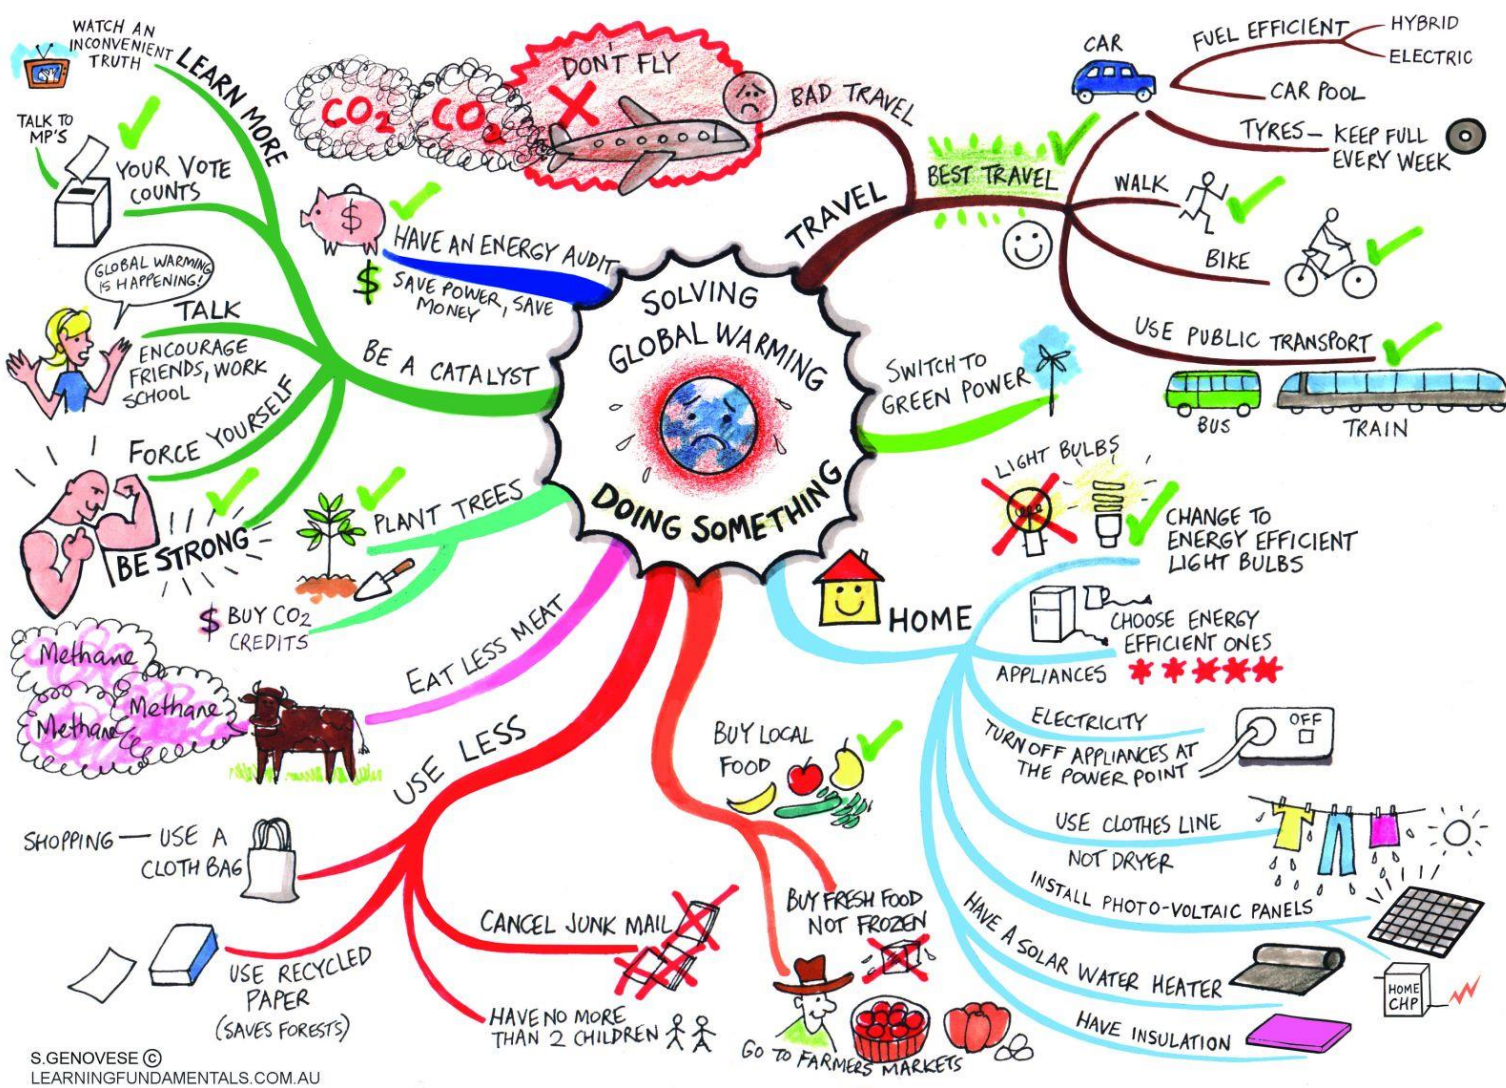 SOLVING
GLOBAL WARMING
DOING SOMETHING
TRAVEL
BAD TRAVEL
DON'T FLY
CO2
CO2
BEST TRAVEL
CAR
FUEL EFFICIENT
HYBRID
ELECTRIC
CAR POOL
TYRES – KEEP FULL
EVERY WEEK
WALK
BIKE
USE PUBLIC TRANSPORT
BUS
TRAIN
SWITCH TO
GREEN POWER
HOME
LIGHT BULBS
CHANGE TO
ENERGY EFFICIENT
LIGHT BULBS
CHOOSE ENERGY
EFFICIENT ONES
APPLIANCES
ELECTRICITY
TURN OFF APPLIANCES AT
THE POWER POINT
OFF
USE CLOTHES LINE
NOT DRYER
INSTALL PHOTO-VOLTAIC PANELS
HOME
CHP
HAVE A SOLAR WATER HEATER
HAVE INSULATION
BUY LOCAL
FOOD
BUY FRESH FOOD
NOT FROZEN
GO TO FARMERS MARKETS
USE LESS
SHOPPING — USE A
CLOTH BAG
USE RECYCLED
PAPER
(SAVES FORESTS)
CANCEL JUNK MAIL
HAVE NO MORE
THAN 2 CHILDREN
EAT LESS MEAT
Methane
Methane
Methane
PLANT TREES
$ BUY CO2
CREDITS
BE A CATALYST
LEARN MORE
WATCH AN
INCONVENIENT
TRUTH
TALK TO
MP'S
YOUR VOTE
COUNTS
GLOBAL WARMING
IS HAPPENING!
TALK
ENCOURAGE
FRIENDS, WORK
SCHOOL
FORCE YOURSELF
BE STRONG
$
HAVE AN ENERGY AUDIT
$ SAVE POWER, SAVE
MONEY
S.GENOVESE ©
LEARNINGFUNDAMENTALS.COM.AU